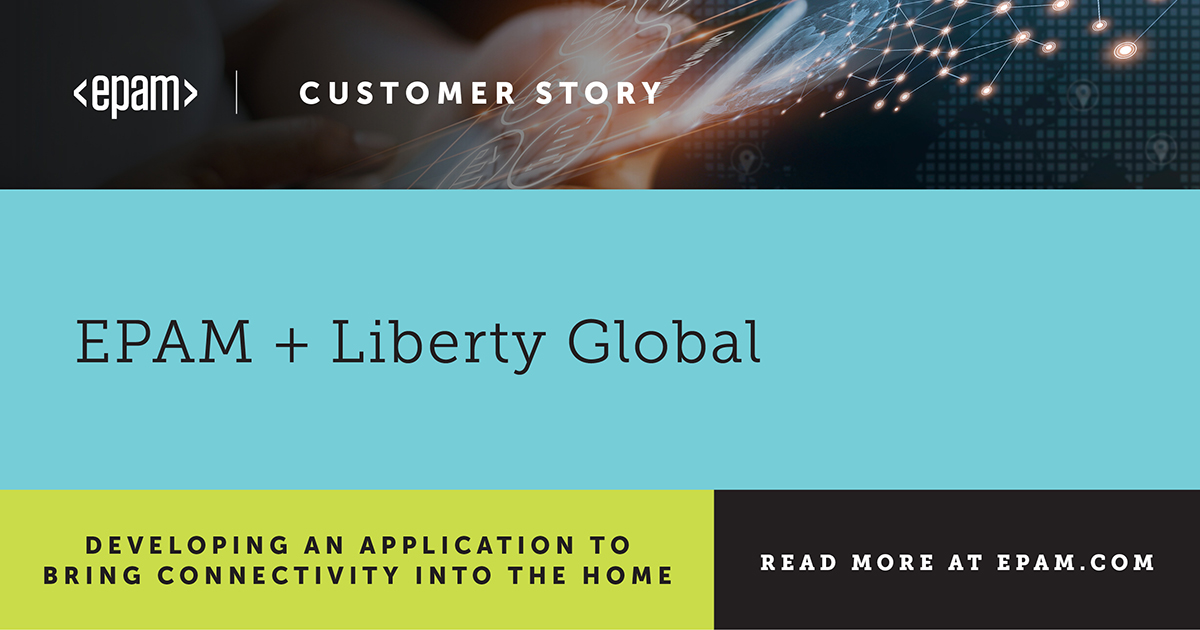 <epam>
CUSTOMER STORY
EPAM + Liberty Global
DEVELOPING AN APPLICATION TO
BRING CONNECTIVITY INTO THE HOME
READ MORE AT EPAM.COM